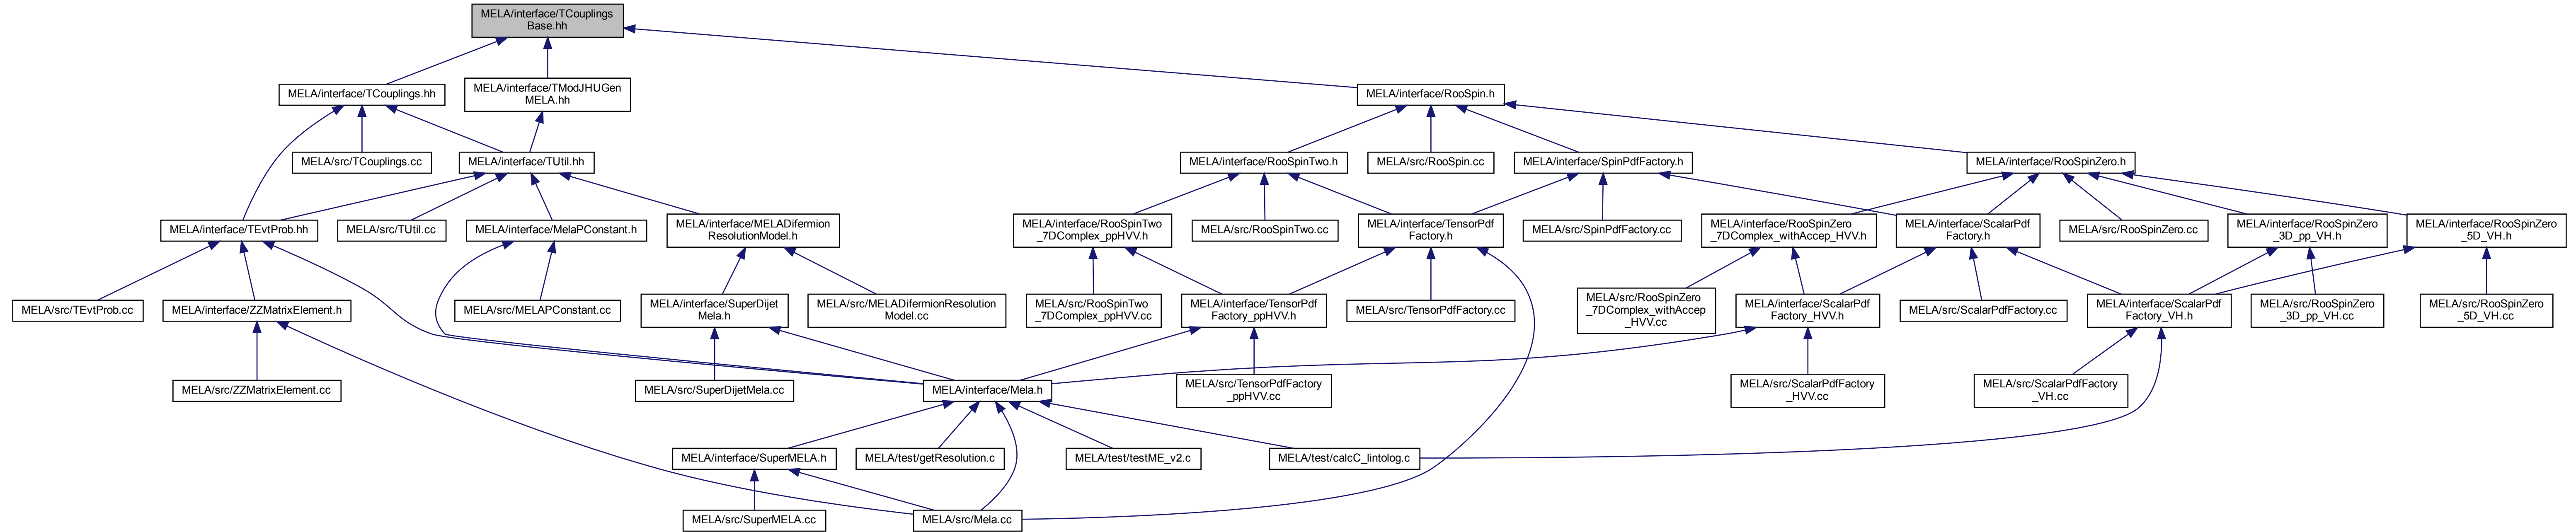 MELA/interface/TCouplings
Base.hh
MELA/interface/TCouplings.hh
MELA/interface/TModJHUGen
MELA.hh
MELA/interface/RooSpin.h
MELA/src/TCouplings.cc
MELA/interface/TUtil.hh
MELA/interface/RooSpinTwo.h
MELA/src/RooSpin.cc
MELA/interface/SpinPdfFactory.h
MELA/interface/RooSpinZero.h
MELA/interface/TEvtProb.hh
MELA/src/TUtil.cc
MELA/interface/MelaPConstant.h
MELA/interface/MELADifermion
ResolutionModel.h
MELA/interface/RooSpinTwo
_7DComplex_ppHVV.h
MELA/src/RooSpinTwo.cc
MELA/interface/TensorPdf
Factory.h
MELA/src/SpinPdfFactory.cc
MELA/interface/RooSpinZero
_7DComplex_withAccep_HVV.h
MELA/interface/ScalarPdf
Factory.h
MELA/src/RooSpinZero.cc
MELA/interface/RooSpinZero
_3D_pp_VH.h
MELA/interface/RooSpinZero
_5D_VH.h
MELA/src/TEvtProb.cc
MELA/interface/ZZMatrixElement.h
MELA/src/MELAPConstant.cc
MELA/interface/SuperDijet
Mela.h
MELA/src/MELADifermionResolution
Model.cc
MELA/src/RooSpinTwo
_7DComplex_ppHVV.cc
MELA/interface/TensorPdf
Factory_ppHVV.h
MELA/src/TensorPdfFactory.cc
MELA/src/RooSpinZero
_7DComplex_withAccep
_HVV.cc
MELA/interface/ScalarPdf
Factory_HVV.h
MELA/src/ScalarPdfFactory.cc
MELA/interface/ScalarPdf
Factory_VH.h
MELA/src/RooSpinZero
_3D_pp_VH.cc
MELA/src/RooSpinZero
_5D_VH.cc
MELA/src/ZZMatrixElement.cc
MELA/src/SuperDijetMela.cc
MELA/interface/Mela.h
MELA/src/TensorPdfFactory
_ppHVV.cc
MELA/src/ScalarPdfFactory
_HVV.cc
MELA/src/ScalarPdfFactory
_VH.cc
MELA/interface/SuperMELA.h
MELA/test/getResolution.c
MELA/test/testME_v2.c
MELA/test/calcC_lintolog.c
MELA/src/SuperMELA.cc
MELA/src/Mela.cc